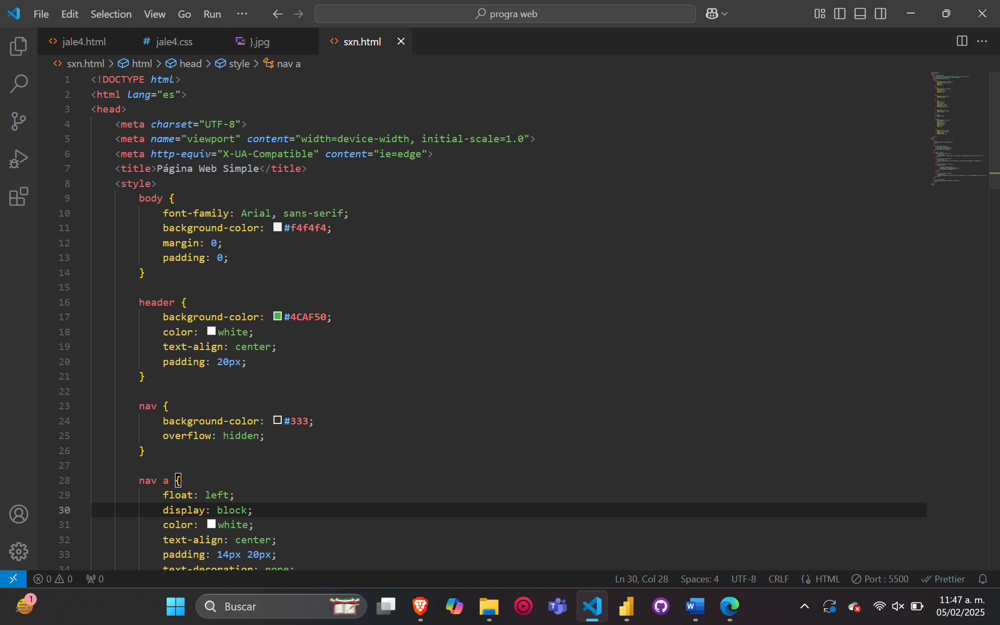 File Edit Selection View Go Run ··· progra web
jale4.html # jale4.css }.jpg sxn.html
sxn.html > html > head > style > nav a
1 <!DOCTYPE html>
2 <html lang="es">
3 <head>
4     <meta charset="UTF-8">
5     <meta name="viewport" content="width=device-width, initial-scale=1.0">
6     <meta http-equiv="X-UA-Compatible" content="ie=edge">
7     <title>Página Web Simple</title>
8     <style>
9         body {
10             font-family: Arial, sans-serif;
11             background-color: #f4f4f4;
12             margin: 0;
13             padding: 0;
14         }
15
16         header {
17             background-color: #4CAF50;
18             color: white;
19             text-align: center;
20             padding: 20px;
21         }
22
23         nav {
24             background-color: #333;
25             overflow: hidden;
26         }
27
28         nav a {
29             float: left;
30             display: block;
31             color: white;
32             text-align: center;
33             padding: 14px 20px;
34             text-decoration: none;
0 0 0 Ln 30, Col 28 Spaces: 4 UTF-8 CRLF HTML Port : 5500 Prettier
1 Buscar 11:47 a. m.
05/02/2025